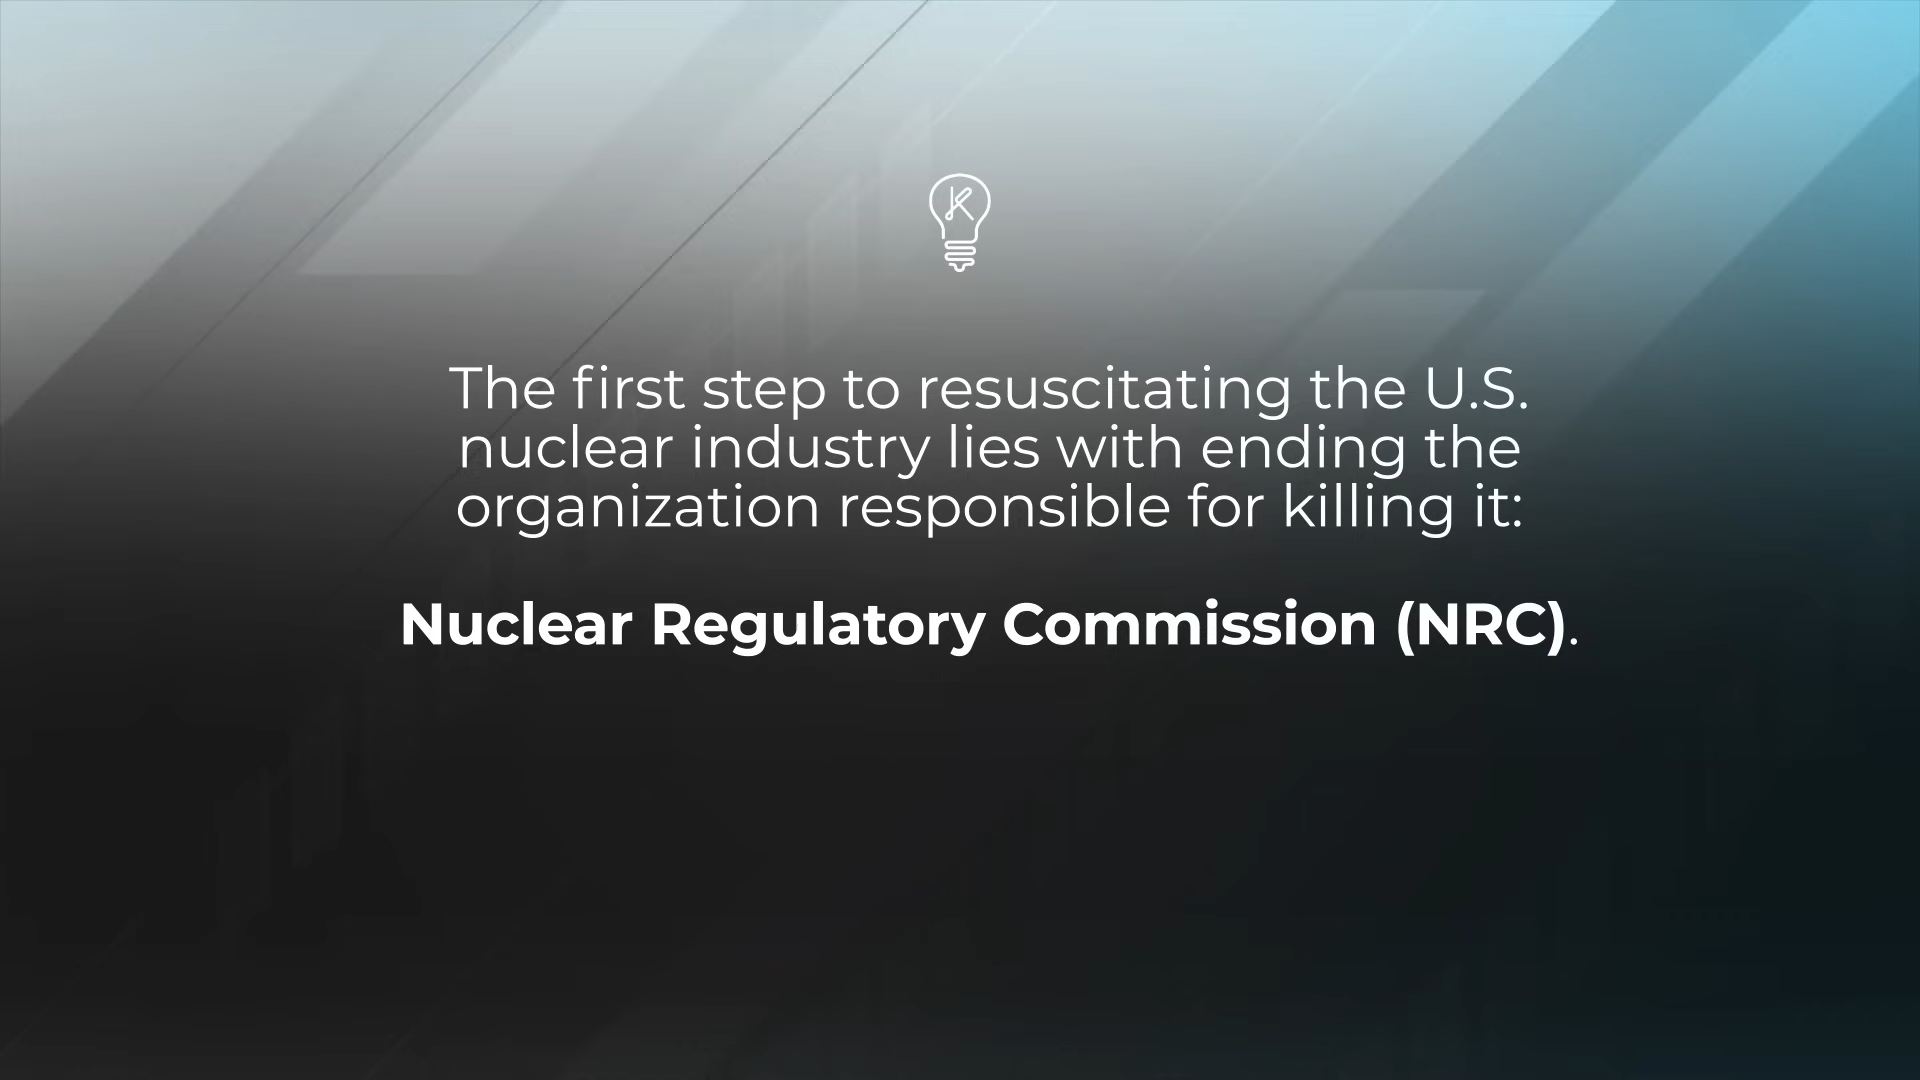 K
The first step to resuscitating the U.S.
nuclear industry lies with ending the
organization responsible for killing it:
Nuclear Regulatory Commission (NRC).